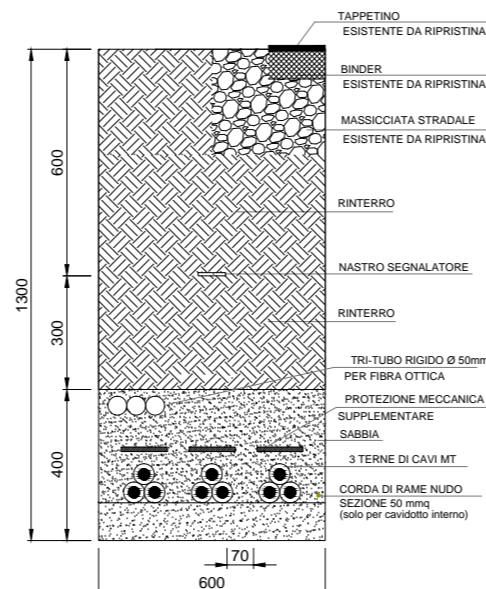 TAPPETINO
ESISTENTE DA RIPRISTINA
BINDER
ESISTENTE DA RIPRISTINA
MASSICCIATA STRADALE
ESISTENTE DA RIPRISTINA
RINTERRO
NASTRO SEGNALATORE
RINTERRO
TRI-TUBO RIGIDO Ø 50mm
PER FIBRA OTTICA
PROTEZIONE MECCANICA
SUPPLEMENTARE
SABBIA
3 TERNE DI CAVI MT
CORDA DI RAME NUDO
SEZIONE 50 mmq
(solo per cavidotto interno)
1300
600
300
400
70
600